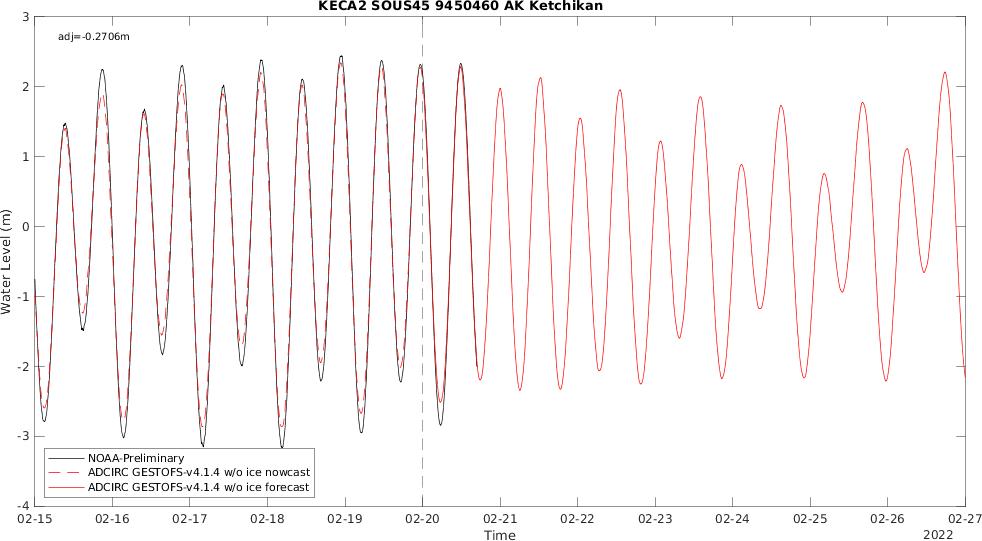 KECA2 SOUS45 9450460 AK Ketchikan
adj=-0.2706m
3
2
1
0
-1
-2
-3
-4
Water Level (m)
NOAA-Preliminary
ADCIRC GESTOFS-v4.1.4 w/o ice nowcast
ADCIRC GESTOFS-v4.1.4 w/o ice forecast
02-15 02-16 02-17 02-18 02-19 02-20 02-21 02-22 02-23 02-24 02-25 02-26 02-27
Time
2022